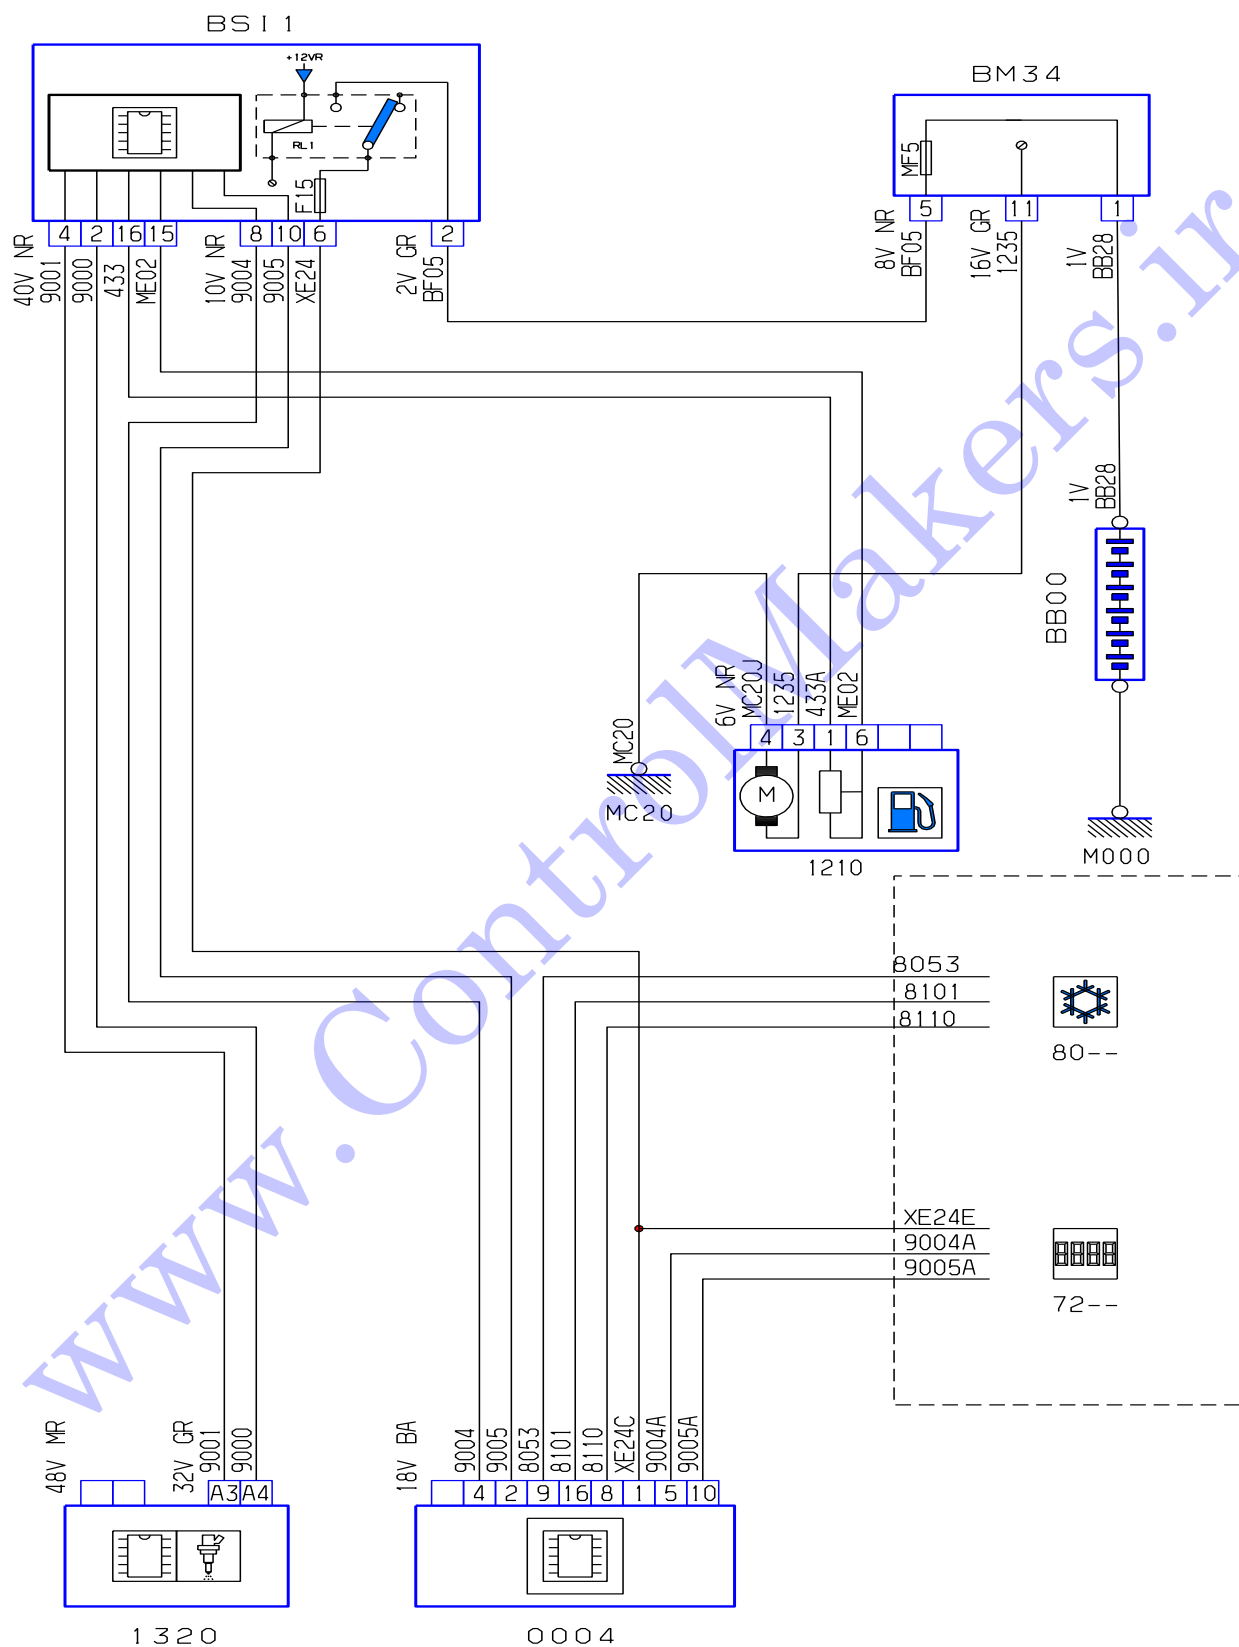 BSI 1
+12VR
RL1
F15
4 2 16 15 8 10 6 2
40V NR
9001
9000
433
ME02
10V NR
9004
9005
XE24
2V GR
BF05
BM34
MF5
5 11 1
8V NR
BF05
16V GR
1235
1V
BB28
1V
BB28
BB00
6V NR
MC20J
1235
433A
ME02
4 3 1 6
M
1210
MC20
MC20
M000
8053
8101
8110
80--
XE24E
9004A
9005A
72--
48V MR
32V GR
9001
9000
A3 A4
1320
18V BA
9004
9005
8053
8101
8110
XE24C
9004A
9005A
4 2 9 16 8 1 5 10
0004
www.ControlMakers.ir